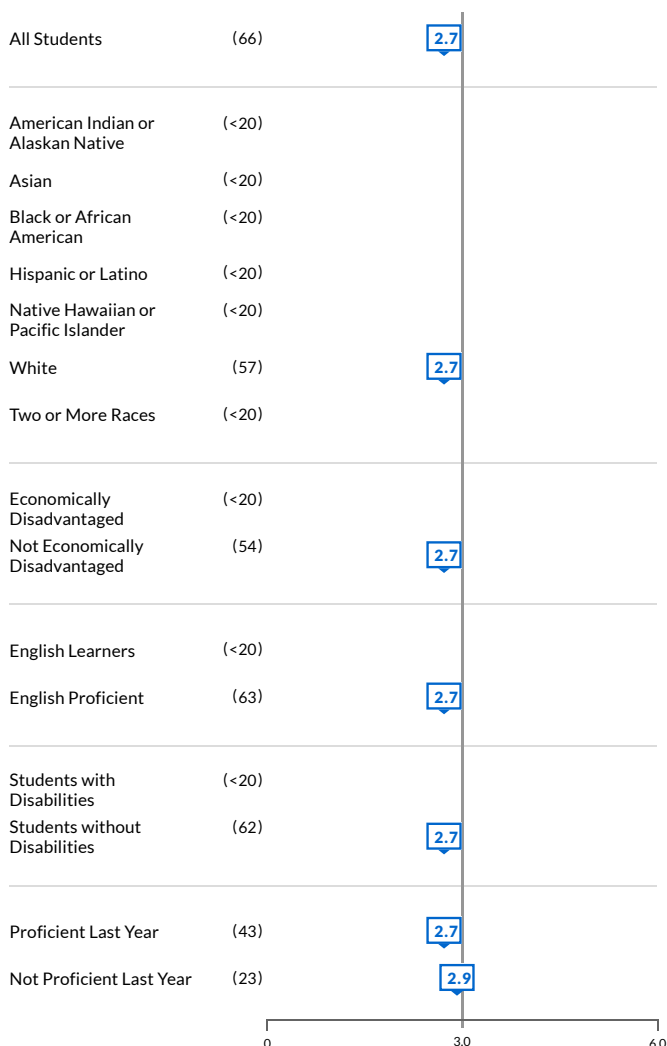 All Students (66) 2.7
American Indian or (<20)
Alaskan Native
Asian (<20)
Black or African (<20)
American
Hispanic or Latino (<20)
Native Hawaiian or (<20)
Pacific Islander
White (57) 2.7
Two or More Races (<20)
Economically (<20)
Disadvantaged
Not Economically (54) 2.7
Disadvantaged
English Learners (<20)
English Proficient (63) 2.7
Students with (<20)
Disabilities
Students without (62) 2.7
Disabilities
Proficient Last Year (43) 2.7
Not Proficient Last Year (23) 2.9
0 3.0 6.0